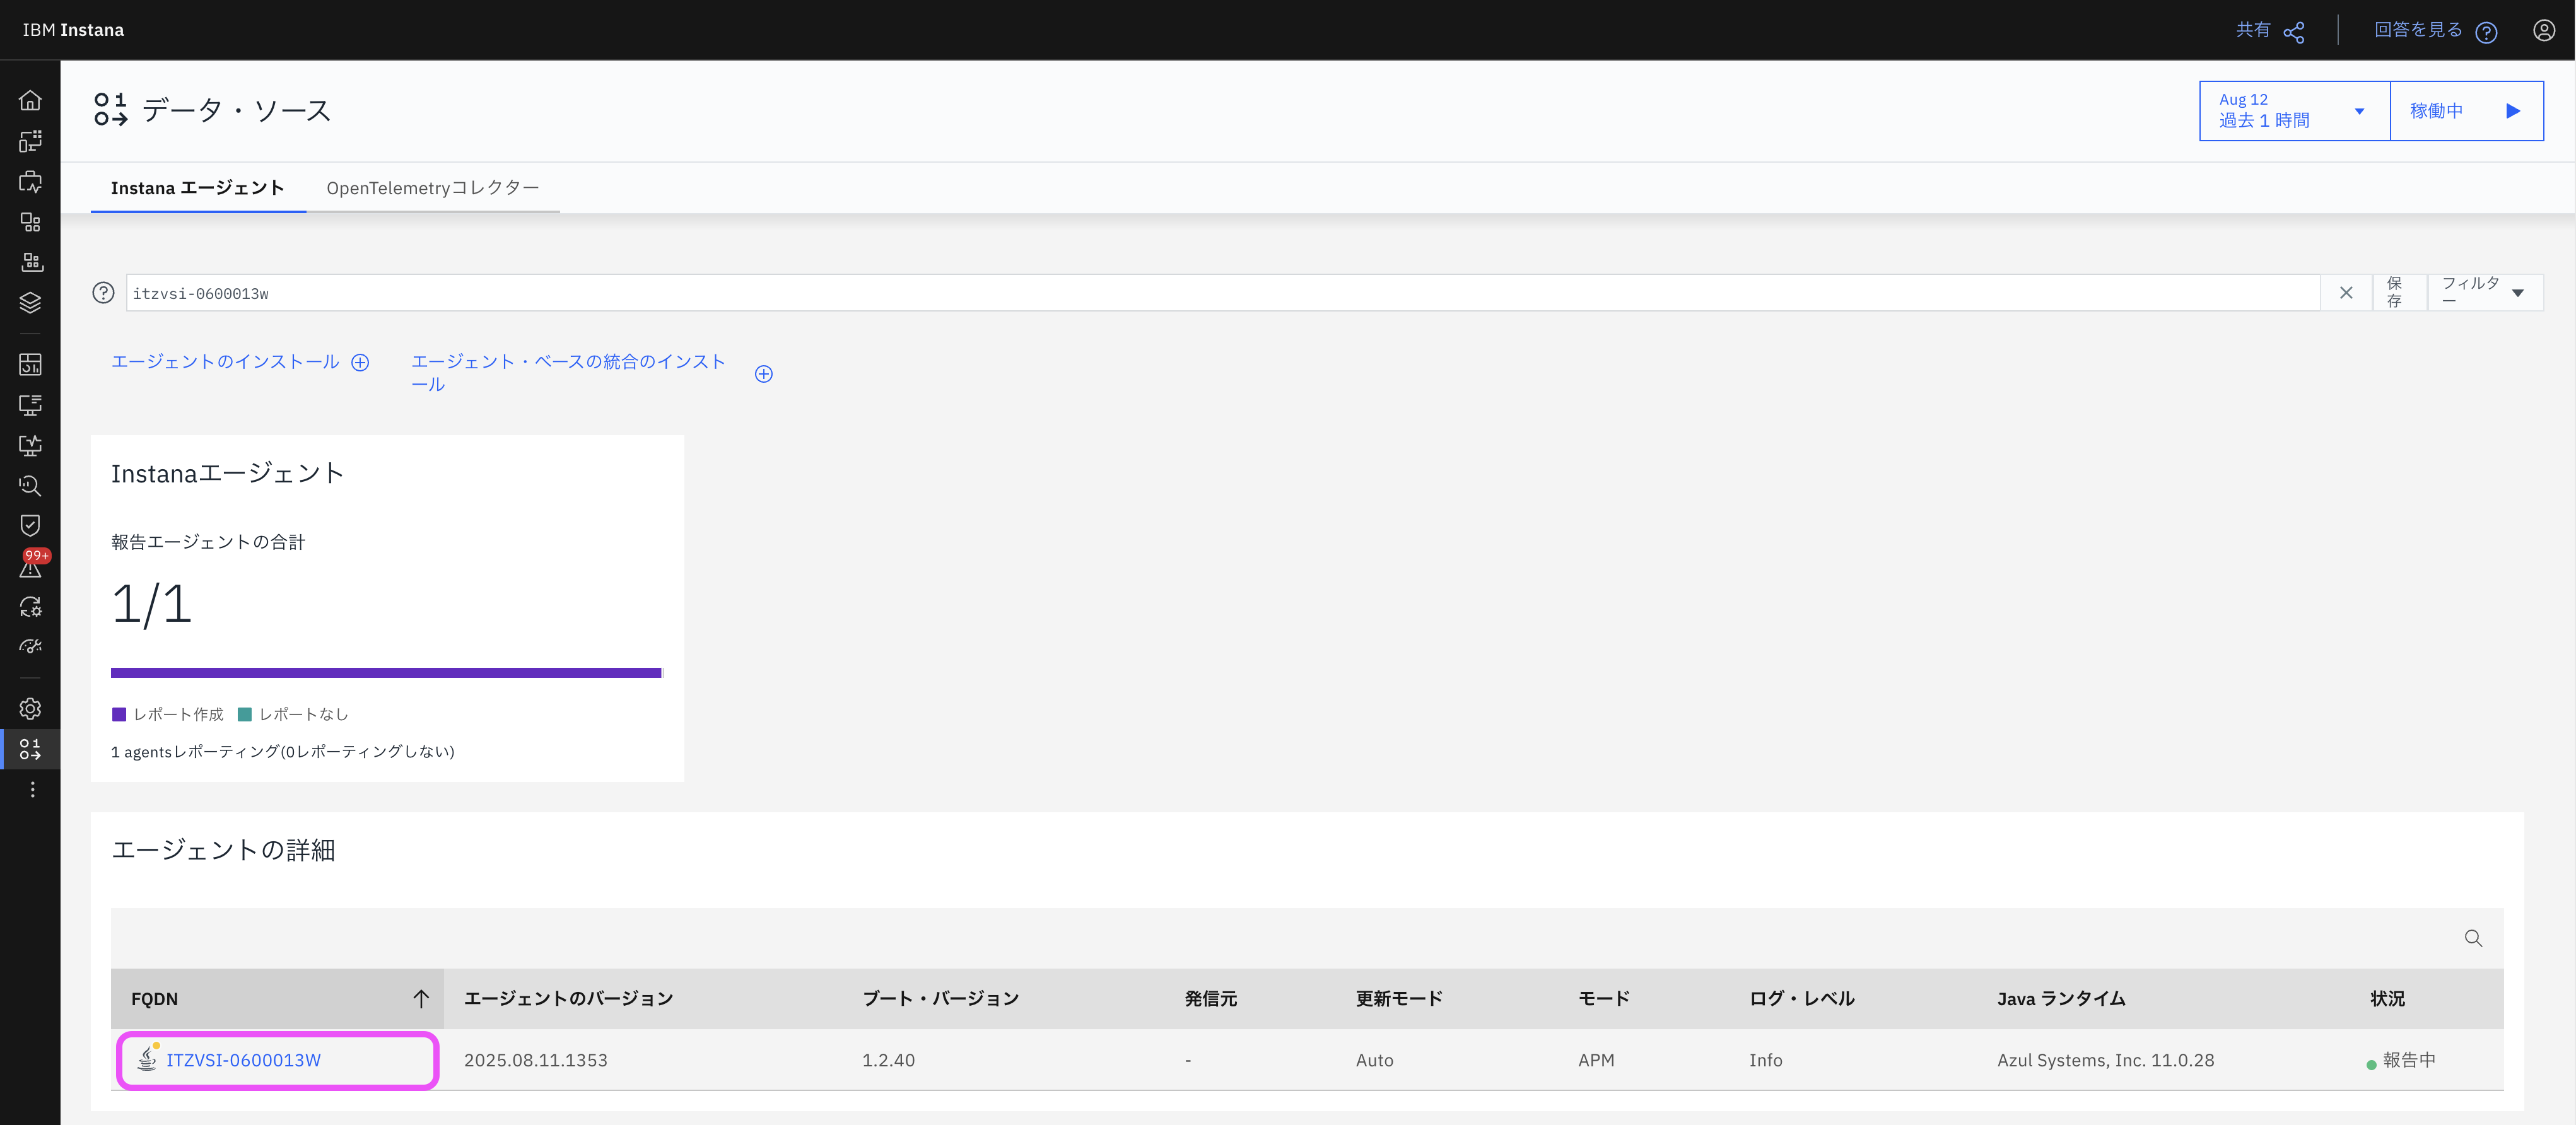 IBM Instana
共有
回答を見る
データ・ソース
Aug 12
過去 1 時間
稼働中
Instana エージェント
OpenTelemetryコレクター
itzvsi-0600013w
保
存
フィルタ
ー
エージェントのインストール
エージェント・ベースの統合のインスト
ール
Instanaエージェント
報告エージェントの合計
1/1
レポート作成
レポートなし
1 agentsレポーティング(0レポーティングしない)
99+
エージェントの詳細
FQDN
エージェントのバージョン
ブート・バージョン
発信元
更新モード
モード
ログ・レベル
Java ランタイム
状況
ITZVSI-0600013W
2025.08.11.1353
1.2.40
-
Auto
APM
Info
Azul Systems, Inc. 11.0.28
報告中